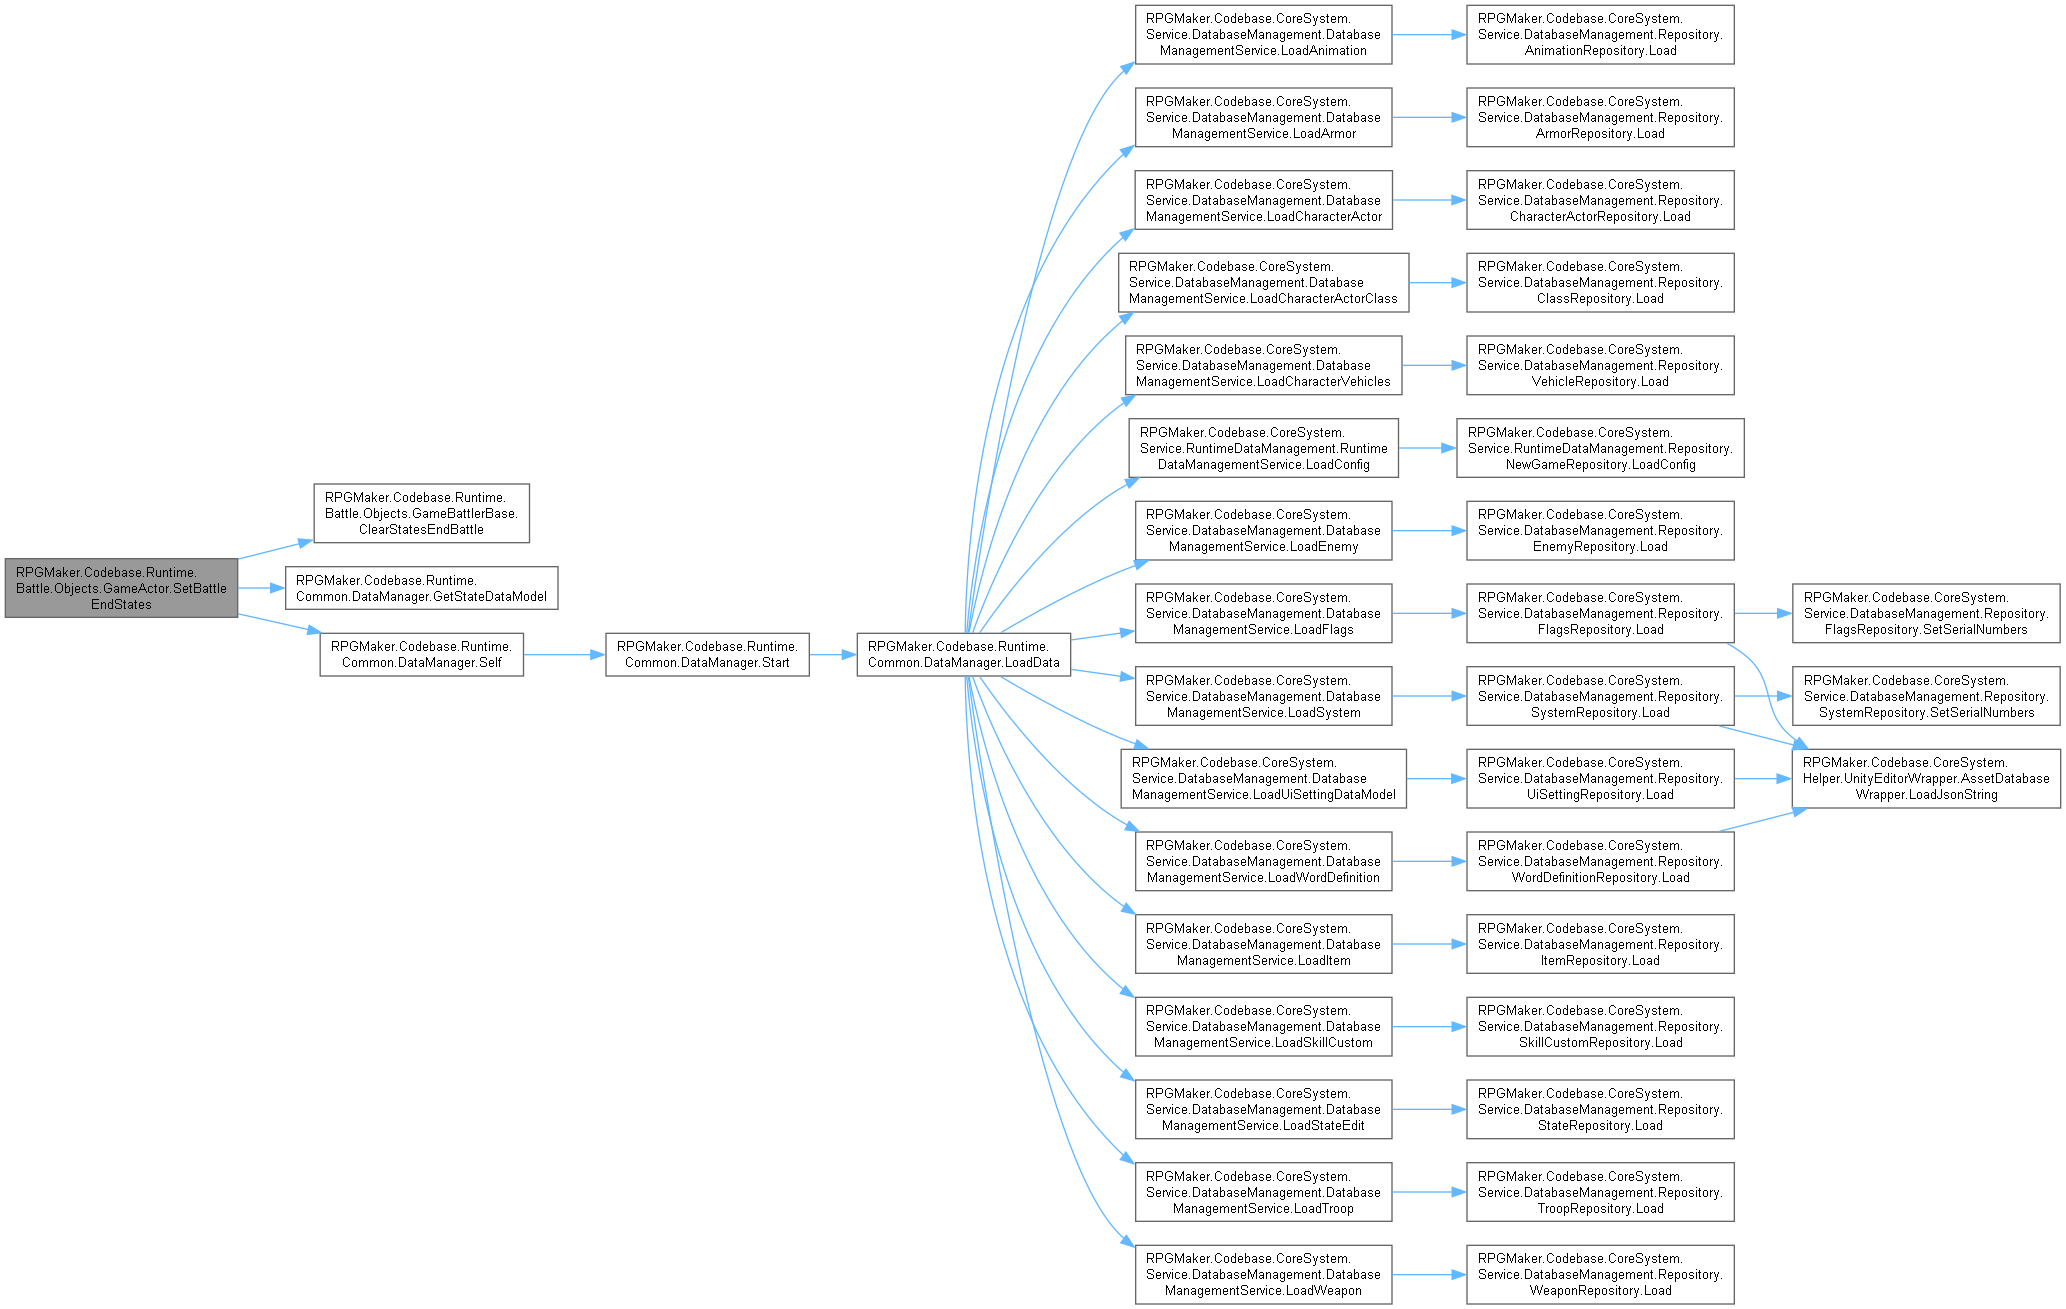 RPGMaker.Codebase.Runtime.
Battle.Objects.GameActor.SetBattle
EndStates
RPGMaker.Codebase.Runtime.
Battle.Objects.GameBattlerBase.
ClearStatesEndBattle
RPGMaker.Codebase.Runtime.
Common.DataManager.GetStateDataModel
RPGMaker.Codebase.Runtime.
Common.DataManager.Self
RPGMaker.Codebase.Runtime.
Common.DataManager.Start
RPGMaker.Codebase.Runtime.
Common.DataManager.LoadData
RPGMaker.Codebase.CoreSystem.
Service.DatabaseManagement.Database
ManagementService.LoadAnimation
RPGMaker.Codebase.CoreSystem.
Service.DatabaseManagement.Repository.
AnimationRepository.Load
RPGMaker.Codebase.CoreSystem.
Service.DatabaseManagement.Database
ManagementService.LoadArmor
RPGMaker.Codebase.CoreSystem.
Service.DatabaseManagement.Repository.
ArmorRepository.Load
RPGMaker.Codebase.CoreSystem.
Service.DatabaseManagement.Database
ManagementService.LoadCharacterActor
RPGMaker.Codebase.CoreSystem.
Service.DatabaseManagement.Repository.
CharacterActorRepository.Load
RPGMaker.Codebase.CoreSystem.
Service.DatabaseManagement.Database
ManagementService.LoadCharacterActorClass
RPGMaker.Codebase.CoreSystem.
Service.DatabaseManagement.Repository.
ClassRepository.Load
RPGMaker.Codebase.CoreSystem.
Service.DatabaseManagement.Database
ManagementService.LoadCharacterVehicles
RPGMaker.Codebase.CoreSystem.
Service.DatabaseManagement.Repository.
VehicleRepository.Load
RPGMaker.Codebase.CoreSystem.
Service.RuntimeDataManagement.Runtime
DataManagementService.LoadConfig
RPGMaker.Codebase.CoreSystem.
Service.RuntimeDataManagement.Repository.
NewGameRepository.LoadConfig
RPGMaker.Codebase.CoreSystem.
Service.DatabaseManagement.Database
ManagementService.LoadEnemy
RPGMaker.Codebase.CoreSystem.
Service.DatabaseManagement.Repository.
EnemyRepository.Load
RPGMaker.Codebase.CoreSystem.
Service.DatabaseManagement.Database
ManagementService.LoadFlags
RPGMaker.Codebase.CoreSystem.
Service.DatabaseManagement.Repository.
FlagsRepository.Load
RPGMaker.Codebase.CoreSystem.
Service.DatabaseManagement.Repository.
FlagsRepository.SetSerialNumbers
RPGMaker.Codebase.CoreSystem.
Service.DatabaseManagement.Database
ManagementService.LoadSystem
RPGMaker.Codebase.CoreSystem.
Service.DatabaseManagement.Repository.
SystemRepository.Load
RPGMaker.Codebase.CoreSystem.
Service.DatabaseManagement.Repository.
SystemRepository.SetSerialNumbers
RPGMaker.Codebase.CoreSystem.
Service.DatabaseManagement.Database
ManagementService.LoadUiSettingDataModel
RPGMaker.Codebase.CoreSystem.
Service.DatabaseManagement.Repository.
UiSettingRepository.Load
RPGMaker.Codebase.CoreSystem.
Helper.UnityEditorWrapper.AssetDatabase
Wrapper.LoadJsonString
RPGMaker.Codebase.CoreSystem.
Service.DatabaseManagement.Database
ManagementService.LoadWordDefinition
RPGMaker.Codebase.CoreSystem.
Service.DatabaseManagement.Repository.
WordDefinitionRepository.Load
RPGMaker.Codebase.CoreSystem.
Service.DatabaseManagement.Database
ManagementService.LoadItem
RPGMaker.Codebase.CoreSystem.
Service.DatabaseManagement.Repository.
ItemRepository.Load
RPGMaker.Codebase.CoreSystem.
Service.DatabaseManagement.Database
ManagementService.LoadSkillCustom
RPGMaker.Codebase.CoreSystem.
Service.DatabaseManagement.Repository.
SkillCustomRepository.Load
RPGMaker.Codebase.CoreSystem.
Service.DatabaseManagement.Database
ManagementService.LoadStateEdit
RPGMaker.Codebase.CoreSystem.
Service.DatabaseManagement.Repository.
StateRepository.Load
RPGMaker.Codebase.CoreSystem.
Service.DatabaseManagement.Database
ManagementService.LoadTroop
RPGMaker.Codebase.CoreSystem.
Service.DatabaseManagement.Repository.
TroopRepository.Load
RPGMaker.Codebase.CoreSystem.
Service.DatabaseManagement.Database
ManagementService.LoadWeapon
RPGMaker.Codebase.CoreSystem.
Service.DatabaseManagement.Repository.
WeaponRepository.Load